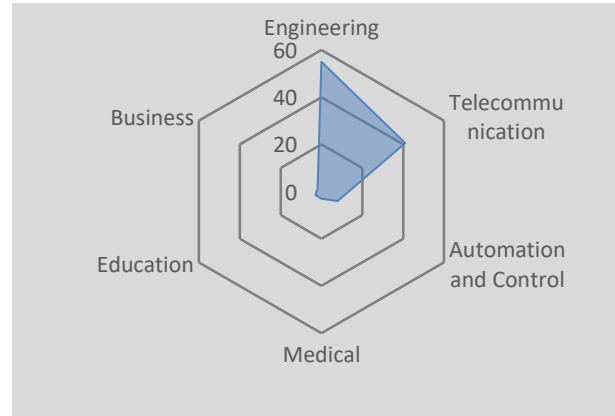 Engineering
60
40
20
0
Telecommu
nication
Automation
and Control
Medical
Education
Business